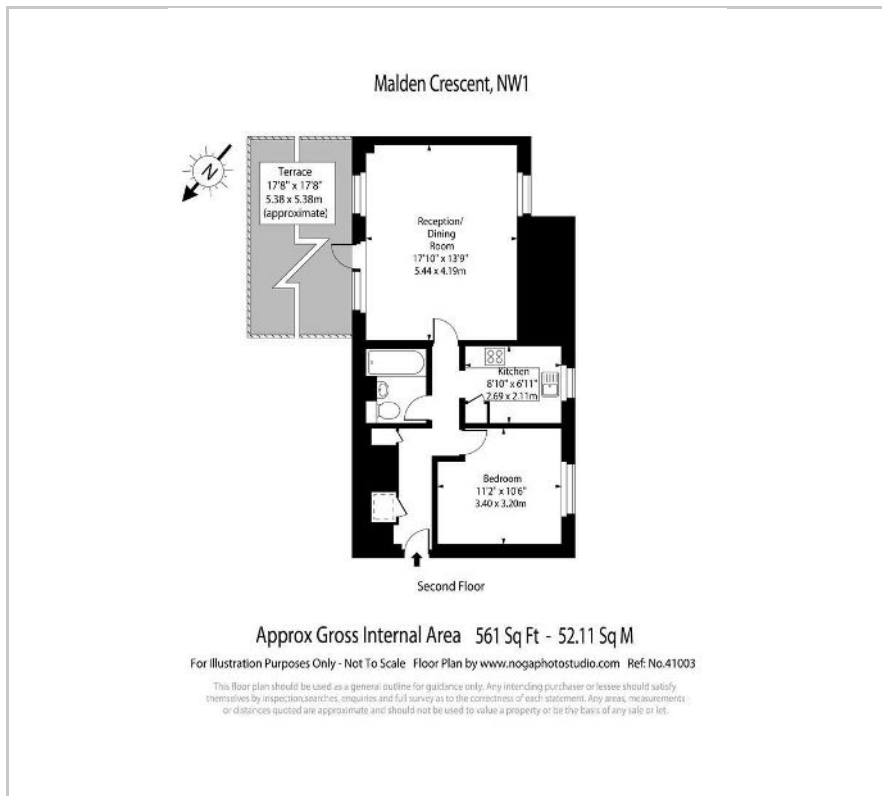 Malden Crescent, NW1
N
Terrace
17'8" x 17'8"
5.38 x 5.38m
(approximate)
Reception/
Dining
Room
17'10" x 13'9"
5.44 x 4.19m
Kitchen
8'10" x 6'11"
2.69 x 2.11m
Bedroom
11'2" x 10'6"
3.40 x 3.20m
Second Floor
Approx Gross Internal Area 561 Sq Ft - 52.11 Sq M
For Illustration Purposes Only - Not To Scale Floor Plan by www.nogaphotostudio.com Ref: No.41003
This floor plan should be used as a general outline for guidance only. Any intending purchaser or lessee should satisfy
themselves by inspection,searches, enquiries and full survey as to the correctness of each statement. Any areas, measurements
or distances quoted are approximate and should not be used to value a property or be the basis of any sale or let.